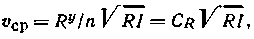 v_ср = R^y/n √RI = C_R √RI,